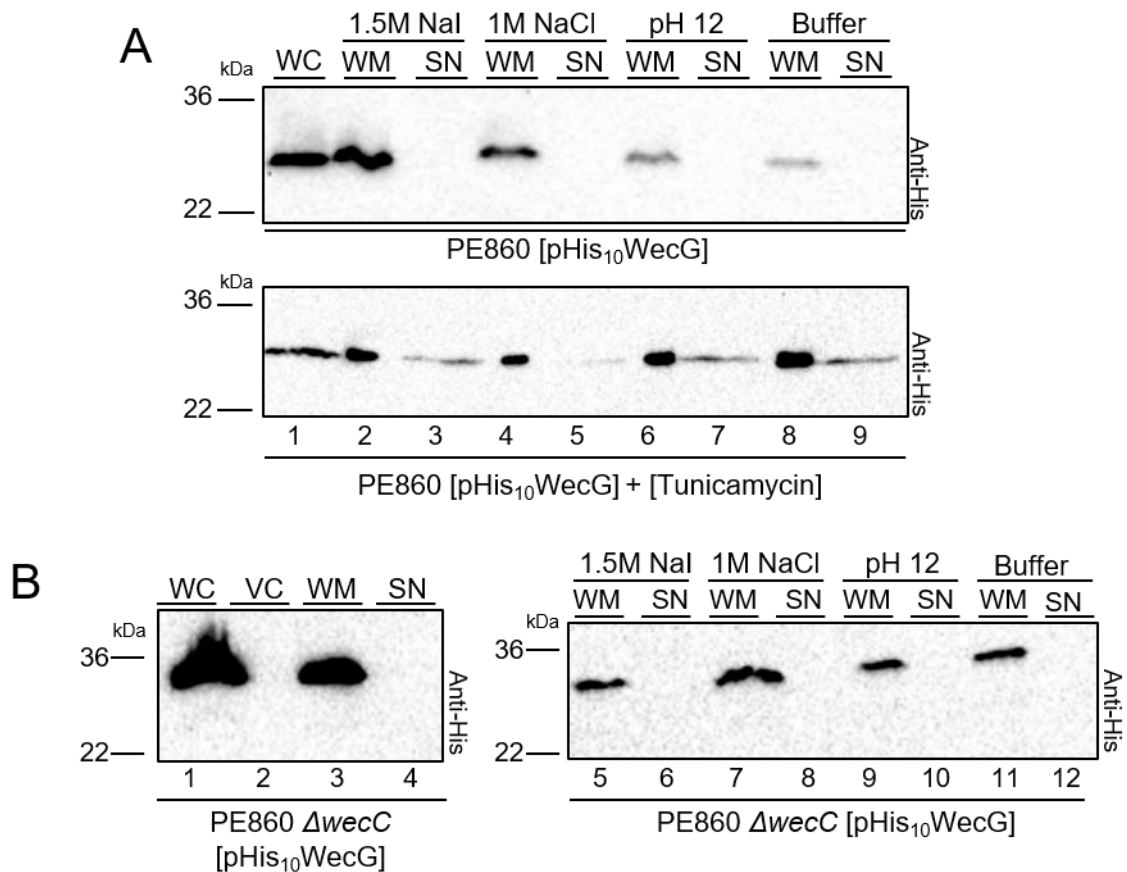 A
1.5M NaI 1M NaCl pH 12 Buffer
WC WM SN WM SN WM SN WM SN
kDa
36
22
Anti-His
PE860 [pHis₁₀WecG]
kDa
36
22
Anti-His
1 2 3 4 5 6 7 8 9
PE860 [pHis₁₀WecG] + [Tunicamycin]
B
WC VC WM SN
kDa
36
22
Anti-His
1 2 3 4
PE860 ΔwecC
[pHis₁₀WecG]
1.5M NaI 1M NaCl pH 12 Buffer
WM SN WM SN WM SN WM SN
kDa
36
22
Anti-His
5 6 7 8 9 10 11 12
PE860 ΔwecC [pHis₁₀WecG]